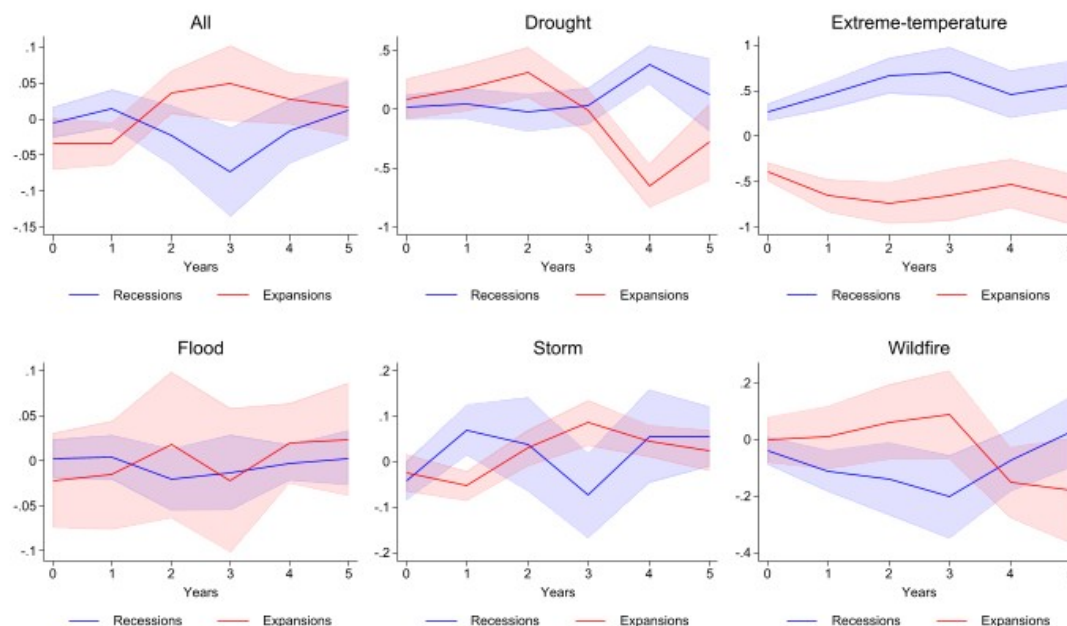 All
.1
.05
0
-.05
-.1
-.15
0 1 2 3 4 5
Years
Recessions Expansions
Drought
.5
0
-.5
-1
0 1 2 3 4 5
Years
Recessions Expansions
Extreme-temperature
1
.5
0
-.5
-1
0 1 2 3 4
Years
Recessions Expansions
Flood
.1
.05
0
-.05
-.1
0 1 2 3 4 5
Years
Recessions Expansions
Storm
.2
.1
0
-.1
-.2
0 1 2 3 4 5
Years
Recessions Expansions
Wildfire
.2
0
-.2
-.4
0 1 2 3 4
Years
Recessions Expansions